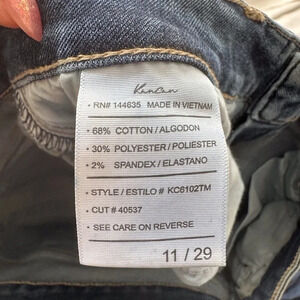 KanCan
• RN# 144635 MADE IN VIETNAM
• 68% COTTON / ALGODON
• 30% POLYESTER / POLIESTER
• 2% SPANDEX / ELASTANO
• STYLE / ESTILO # KC6102TM
• CUT # 40537
• SEE CARE ON REVERSE
11 / 29